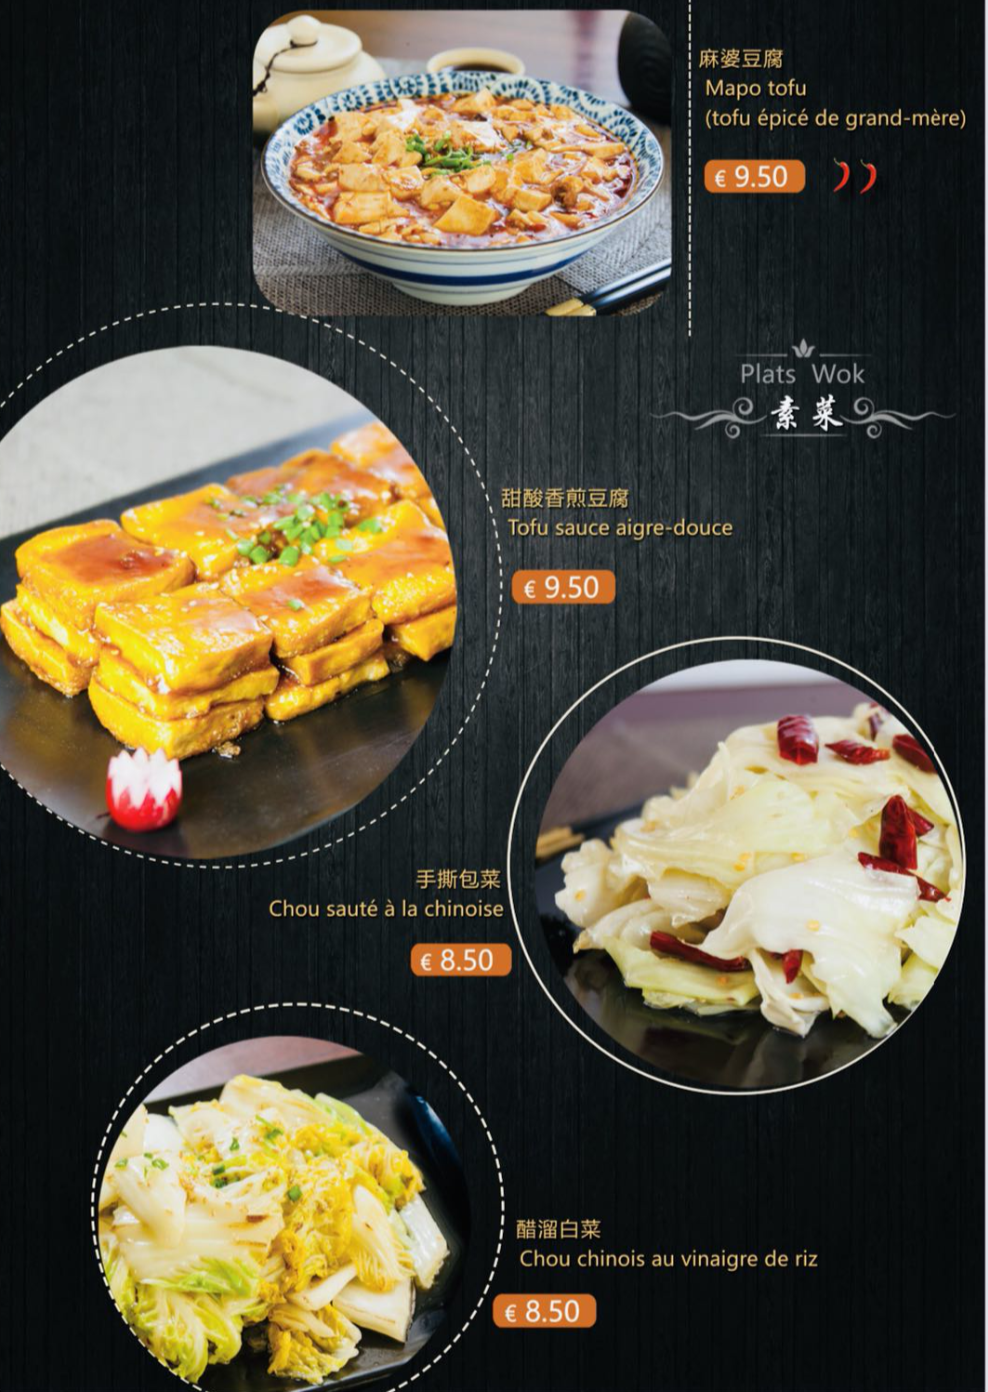 麻婆豆腐
Mapo tofu
(tofu épicé de grand-mère)
€ 9.50
Plats Wok
素菜
甜酸香煎豆腐
Tofu sauce aigre-douce
€ 9.50
手撕包菜
Chou sauté à la chinoise
€ 8.50
醋溜白菜
Chou chinois au vinaigre de riz
€ 8.50